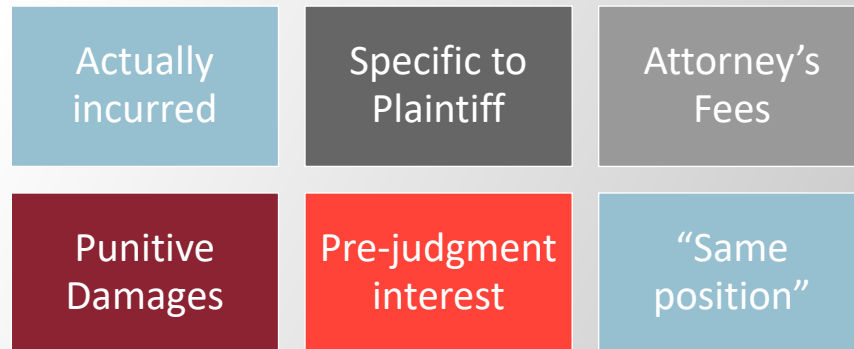 Actually
incurred
Specific to
Plaintiff
Attorney’s
Fees
Punitive
Damages
Pre-judgment
interest
“Same
position”